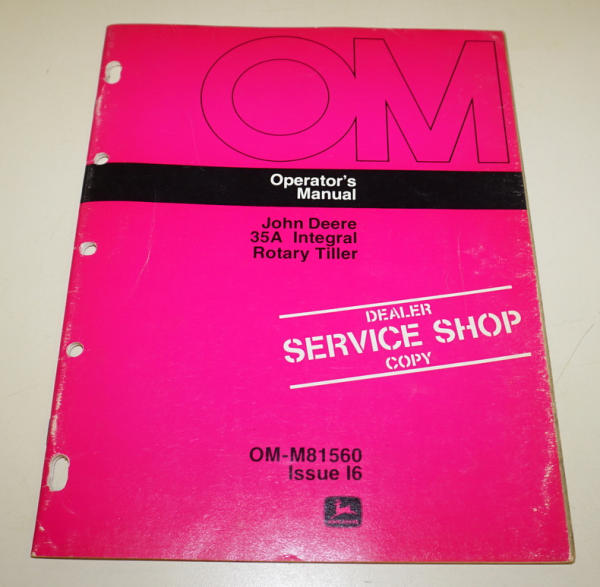 OM
Operator's
Manual
John Deere
35A Integral
Rotary Tiller
DEALER
SERVICE SHOP
COPY
OM-M81560
Issue I6